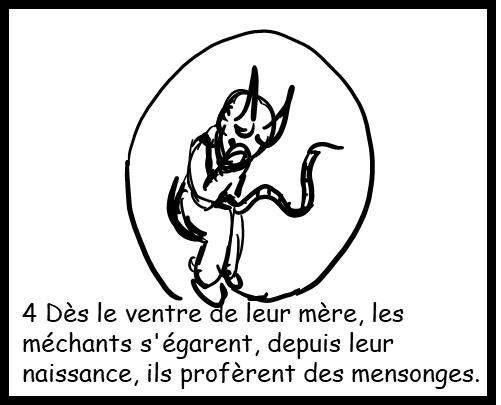 4 Dès le ventre de leur mère, les
méchants s'égarent, depuis leur
naissance, ils profèrent des mensonges.